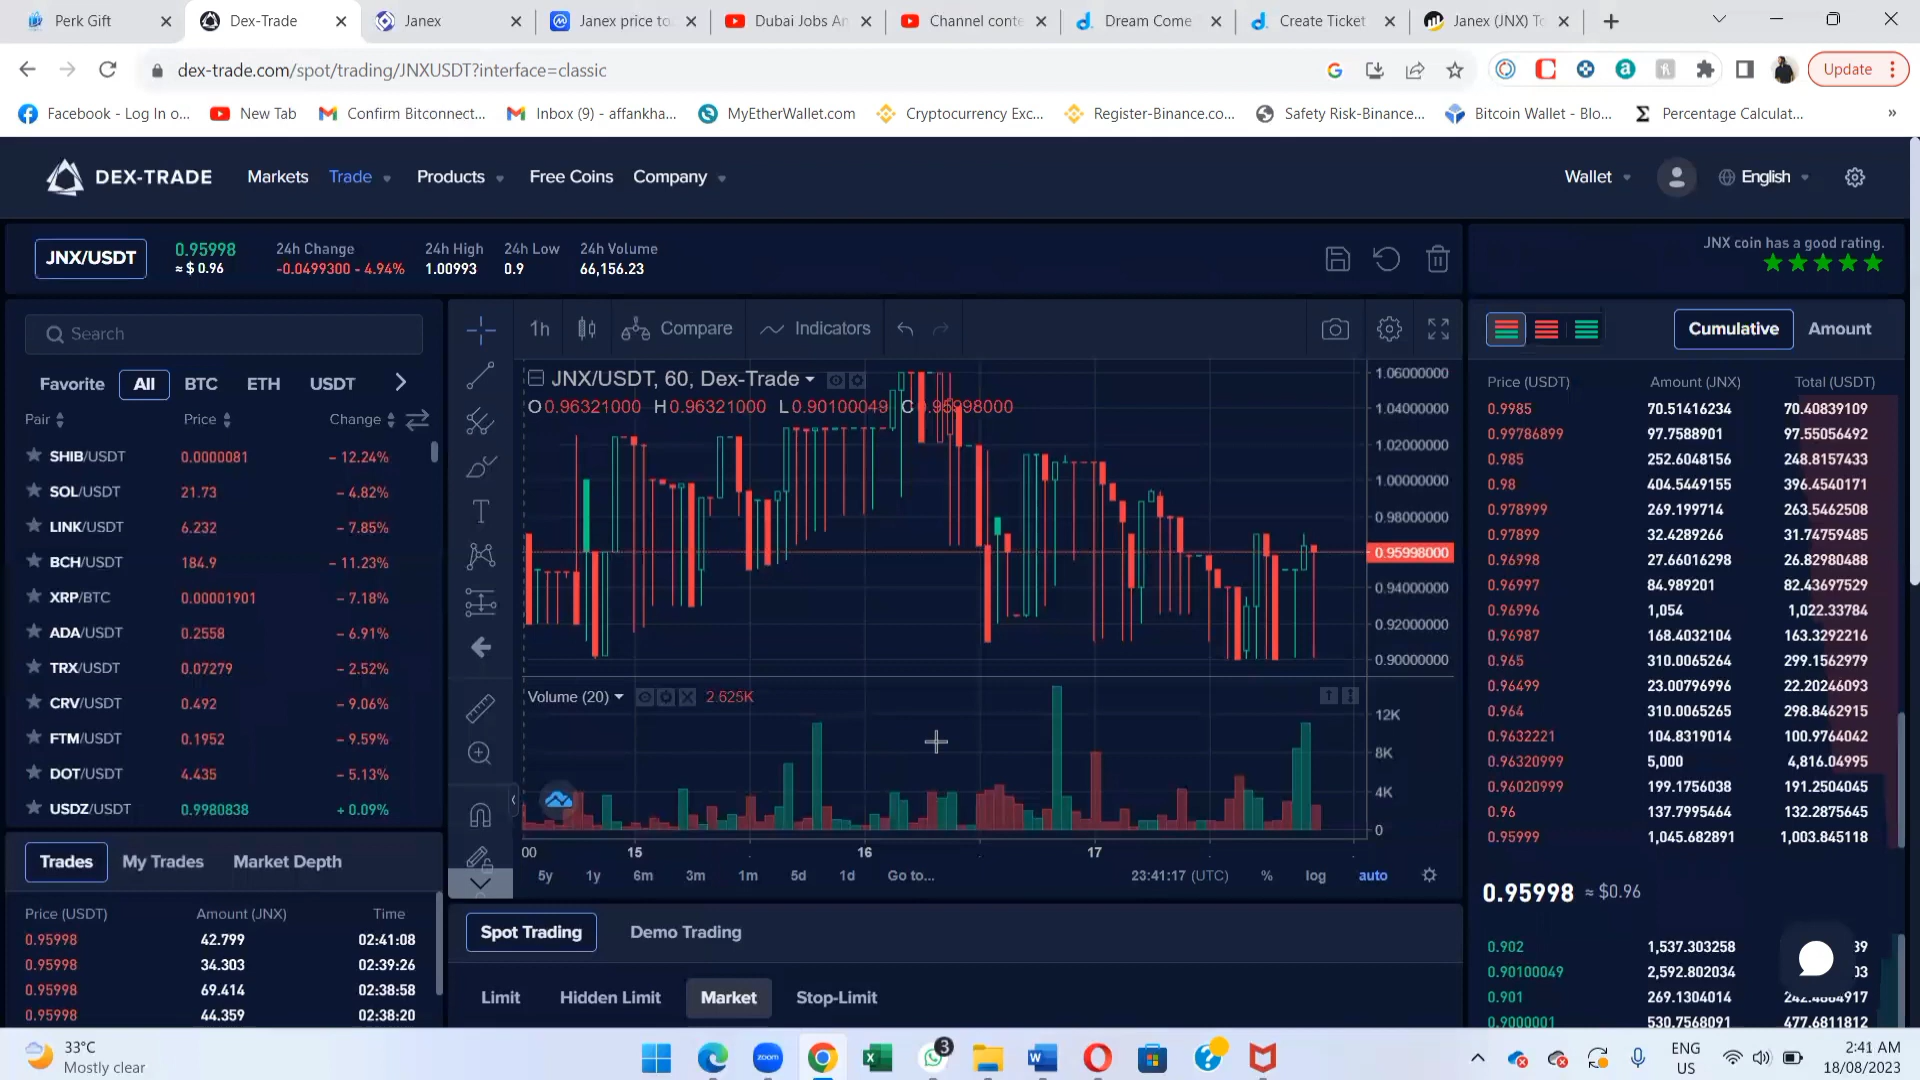 Perk Gift
Dex-Trade
Janex
Janex price to
Dubai Jobs An
Channel conte
Dream Come
Create Ticket
Janex (JNX) To
dex-trade.com/spot/trading/JNXUSDT?interface=classic
Update
Facebook - Log In o...
New Tab
Confirm Bitconnect...
Inbox (9) - affankha...
MyEtherWallet.com
Cryptocurrency Exc...
Register-Binance.co...
Safety Risk-Binance...
Bitcoin Wallet - Blo...
Percentage Calculat...
DEX-TRADE
Markets
Trade
Products
Free Coins
Company
Wallet
English
JNX/USDT
0.95998
≈ $ 0.96
24h Change
-0.0499300 - 4.94%
24h High
1.00993
24h Low
0.9
24h Volume
66,156.23
JNX coin has a good rating.
Search
1h
Compare
Indicators
Cumulative
Amount
Favorite All BTC ETH USDT
Pair Price Change
SHIB/USDT 0.0000081 - 12.24%
SOL/USDT 21.73 - 4.82%
LINK/USDT 6.232 - 7.85%
BCH/USDT 184.9 - 11.23%
XRP/BTC 0.00001901 - 7.18%
ADA/USDT 0.2558 - 6.91%
TRX/USDT 0.07279 - 2.52%
CRV/USDT 0.492 - 9.06%
FTM/USDT 0.1952 - 9.59%
DOT/USDT 4.435 - 5.13%
USDZ/USDT 0.9980838 + 0.09%
JNX/USDT, 60, Dex-Trade
O0.96321000 H0.96321000 L0.90100049 C0.95998000
1.06000000
1.04000000
1.02000000
1.00000000
0.98000000
0.95998000
0.94000000
0.92000000
0.90000000
Volume (20) 2.625K
12K
8K
4K
0
00 15 16 17
5y 1y 6m 3m 1m 5d 1d Go to...
23:41:17 (UTC) % log auto
Price (USDT) Amount (JNX) Total (USDT)
0.9985 70.51416234 70.40839109
0.99786899 97.7588901 97.55056492
0.985 252.6048156 248.8157433
0.98 404.5449155 396.4540171
0.978999 269.199714 263.5462508
0.97899 32.4289266 31.74759485
0.96998 27.66016298 26.82980488
0.96997 84.989201 82.43697529
0.96996 1,054 1,022.33784
0.96987 168.4032104 163.3292216
0.965 310.0065264 299.1562979
0.96499 23.00796996 22.20246093
0.964 310.0065265 298.8462915
0.9632221 104.8319014 100.9764042
0.96320999 5,000 4,816.04995
0.96020999 199.1756038 191.2504045
0.96 137.7995464 132.2875645
0.95999 1,045.682891 1,003.845118
0.95998 ≈ $0.96
0.902 1,537.303258 39
0.90100049 2,592.802034 03
0.901 269.1304014
0.9000001 530.7568091 477.6811812
Trades My Trades Market Depth
Price (USDT) Amount (JNX) Time
0.95998 42.799 02:41:08
0.95998 34.303 02:39:26
0.95998 69.414 02:38:58
0.95998 44.359 02:38:20
Spot Trading Demo Trading
Limit Hidden Limit Market Stop-Limit
33°C
Mostly clear
zoom
3
ENG
US
2:41 AM
18/08/2023